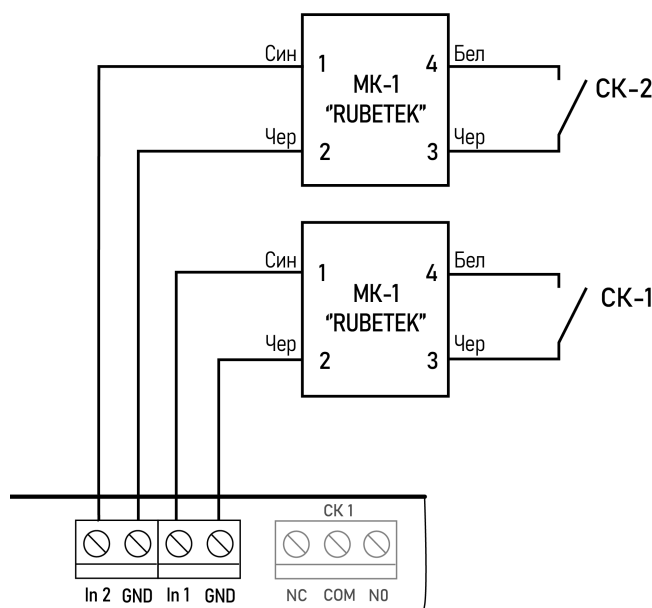 Син 1 4 Бел
МК-1
"RUBETEK"
СК-2
Чер 2 3 Чер
Син 1 4 Бел
МК-1
"RUBETEK"
СК-1
Чер 2 3 Чер
СК 1
In 2 GND In 1 GND NC COM NO